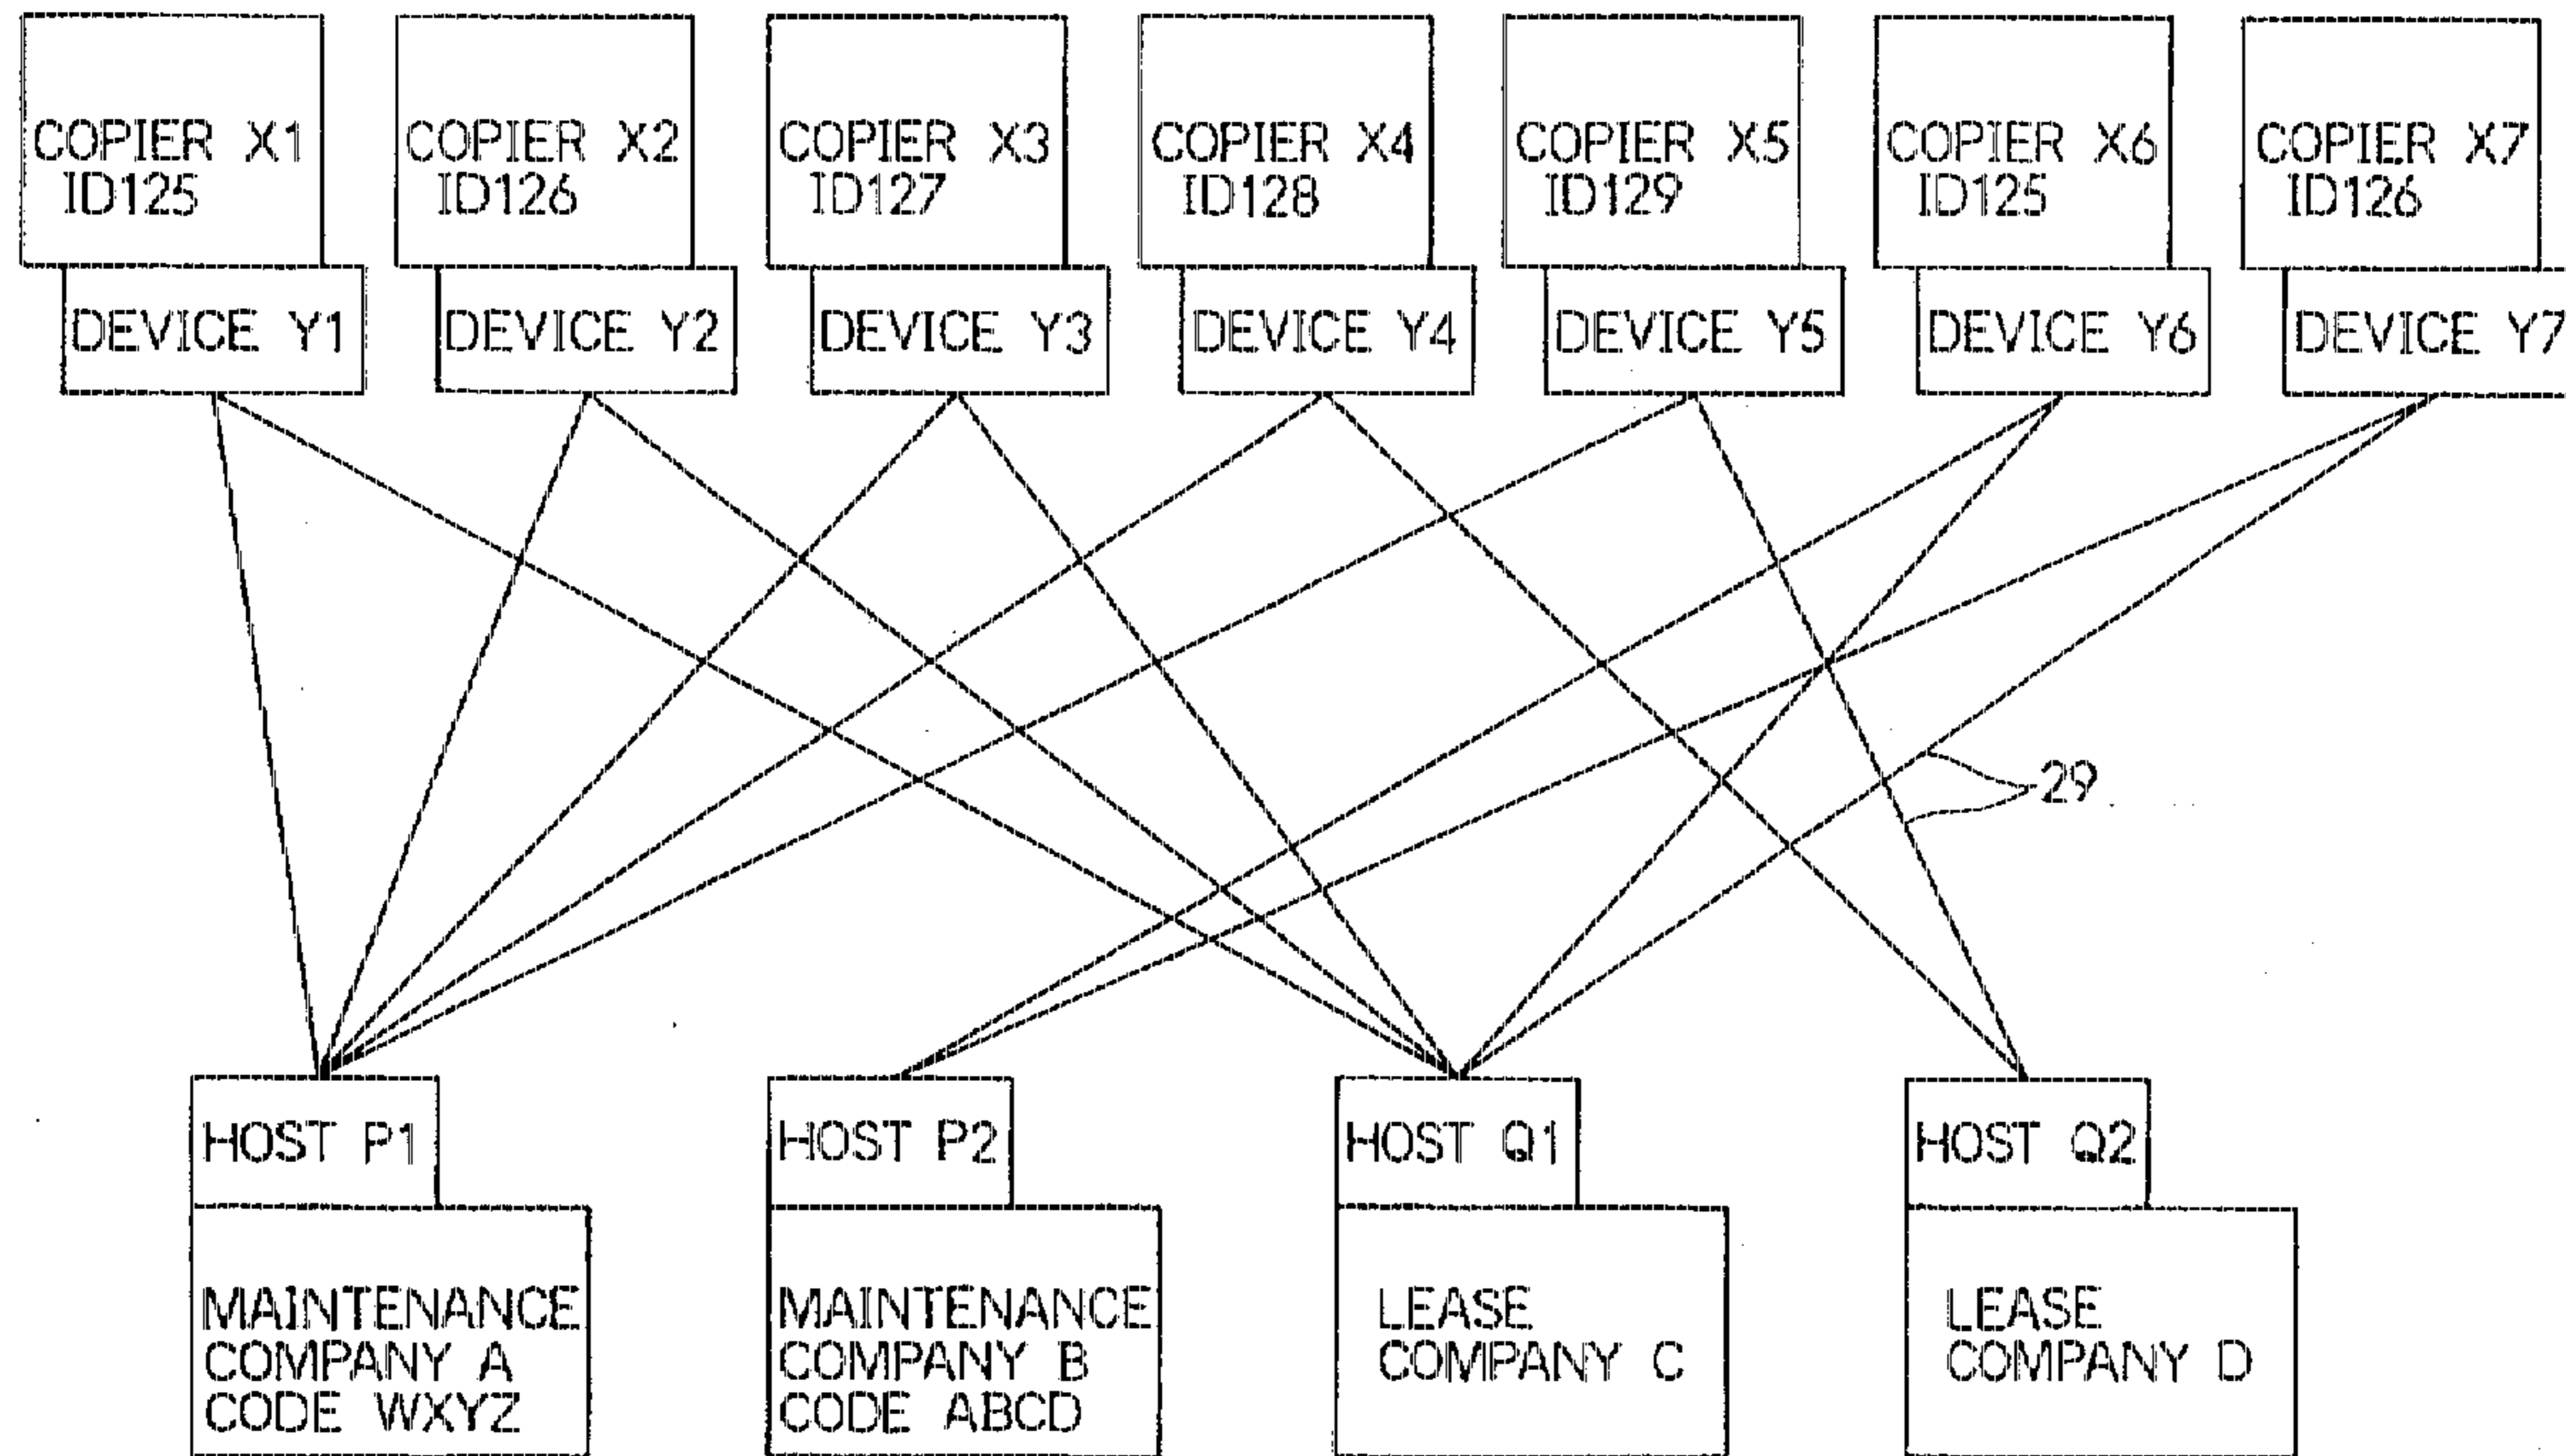 COPIER X1
ID125
COPIER X2
ID126
COPIER X3
ID127
COPIER X4
ID128
COPIER X5
ID129
COPIER X6
ID125
COPIER X7
ID126
DEVICE Y1
DEVICE Y2
DEVICE Y3
DEVICE Y4
DEVICE Y5
DEVICE Y6
DEVICE Y7
29
HOST P1
HOST P2
HOST Q1
HOST Q2
MAINTENANCE
COMPANY A
CODE WXYZ
MAINTENANCE
COMPANY B
CODE ABCD
LEASE
COMPANY C
LEASE
COMPANY D